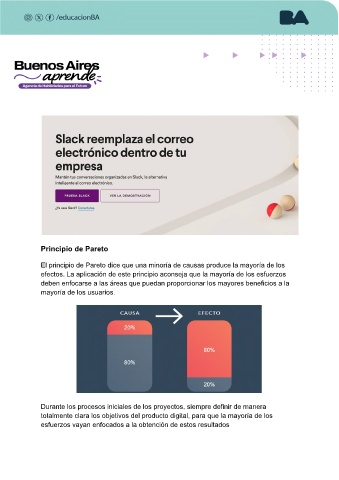 /educacionBA
BA
Buenos Aires
aprende
Agencia de Habilidades para el Futuro
Slack reemplaza el correo
electrónico dentro de tu
empresa
Mantén tus conversaciones organizadas en Slack, la alternativa
inteligente al correo electrónico.
PRUEBA SLACK
VER LA DEMOSTRACIÓN
¿Ya usas Slack?
Principio de Pareto
El principio de Pareto dice que una minoría de causas produce la mayoría de los
efectos. La aplicación de este principio aconseja que la mayoría de los esfuerzos
deben enfocarse a las áreas que puedan proporcionar los mayores beneficios a la
mayoría de los usuarios.
CAUSA EFECTO
20%
80%
80%
20%
Durante los procesos iniciales de los proyectos, siempre definir de manera
totalmente clara los objetivos del producto digital, para que la mayoría de los
esfuerzos vayan enfocados a la obtención de estos resultados